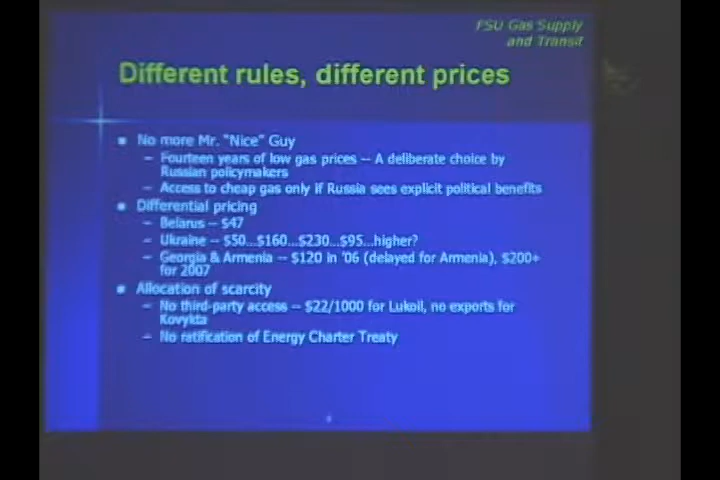 FSU Gas Supply
and Transit
Different rules, different prices
No more Mr. "Nice" Guy
– Fourteen years of low gas prices – A deliberate choice by
Russian policymakers
– Access to cheap gas only if Russia sees explicit political benefits
Differential pricing
– Belarus – $47
– Ukraine – $50...$160...$230...$95...higher?
– Georgia & Armenia – $120 in '06 (delayed for Armenia), $200+
for 2007
Allocation of scarcity
– No third-party access – $22/1000 for Lukoil, no exports for
Kovykta
– No ratification of Energy Charter Treaty